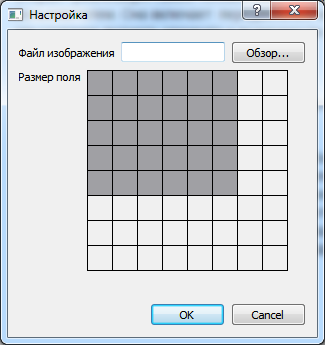 Настройка
Файл изображения
Обзор...
Размер поля
OK
Cancel